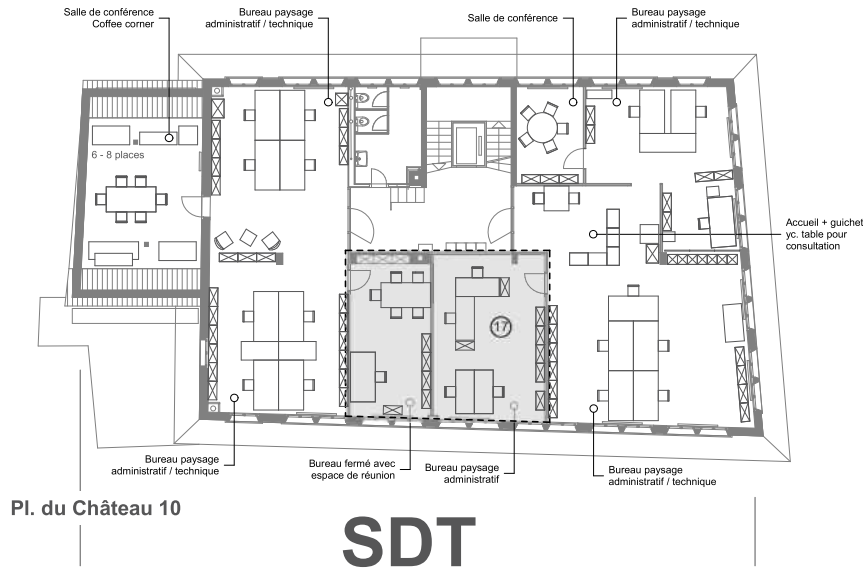 Salle de conférence
Coffee corner
Bureau paysage
administratif / technique
Salle de conférence
Bureau paysage
administratif / technique
6 - 8 places
Accueil + guichet
yc. table pour
consultation
17
Bureau paysage
administratif / technique
Bureau fermé avec
espace de réunion
Bureau paysage
administratif
Bureau paysage
administratif / technique
Pl. du Château 10
SDT